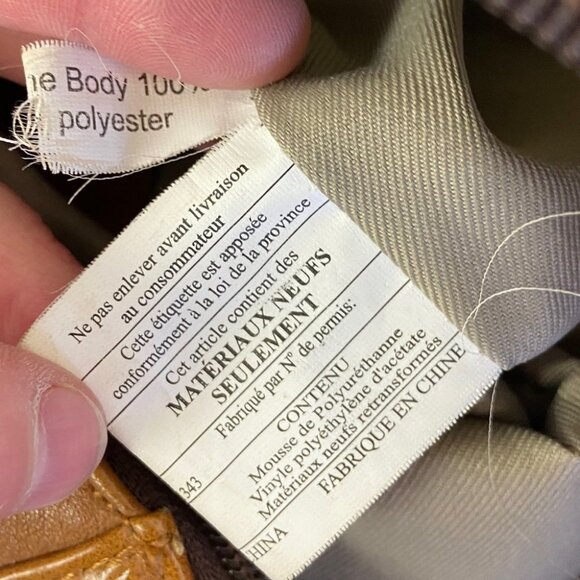 he Body 100%
polyester
Ne pas enlever avant livraison
au consommateur
Cette étiquette est apposée
conformément à la loi de la province
Cet article contient des
MATÉRIAUX NEUFS
SEULEMENT
Fabriqué par N° de permis:
CONTENU
Mousse de Polyuréthanne
Vinyle polyéthylène d'acétate
Matériaux neufs retransformés
FABRIQUE EN CHINE
343
HINA